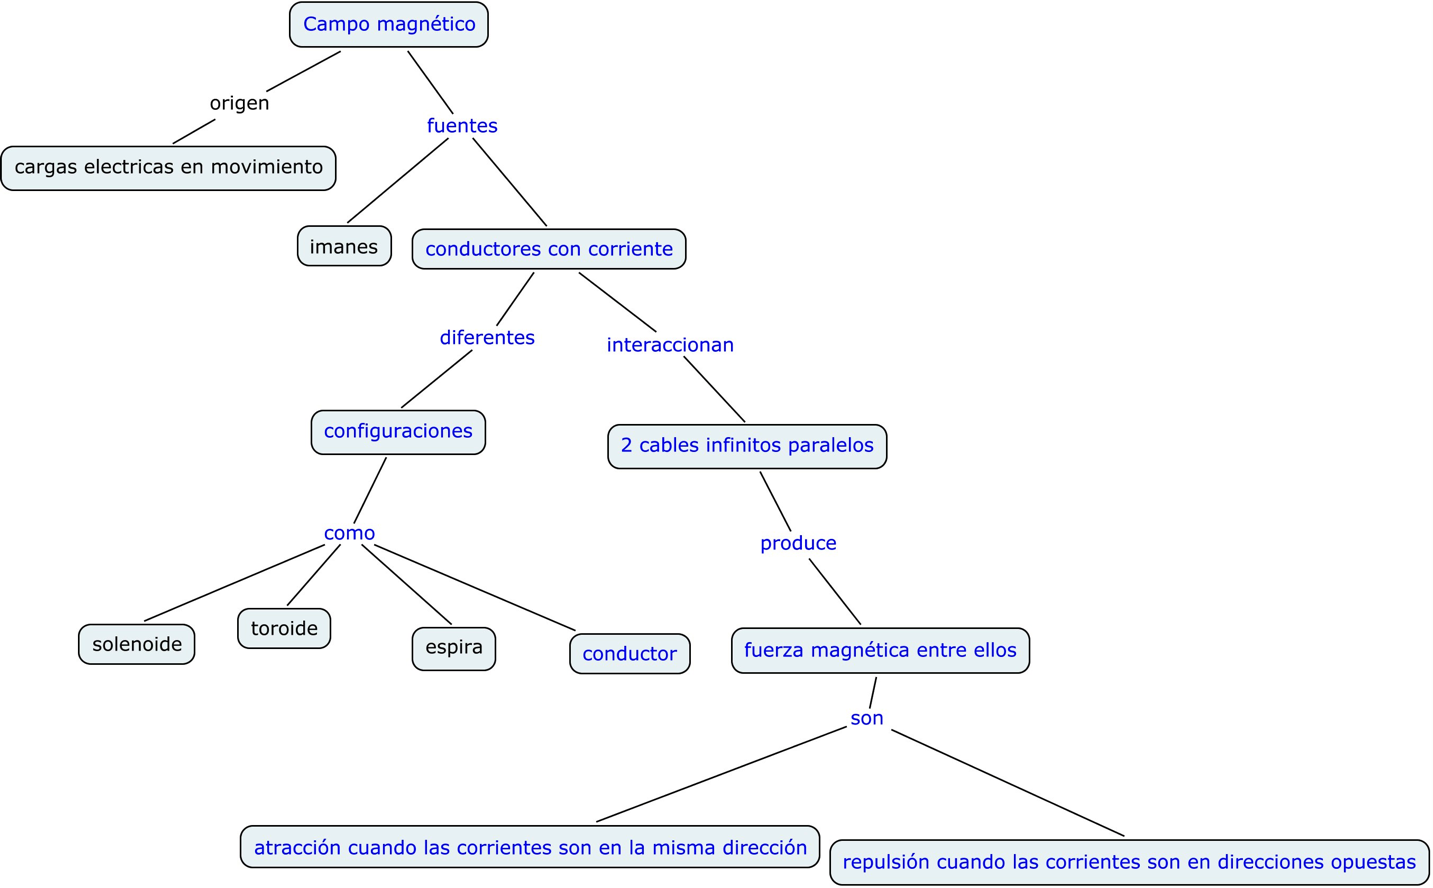 Campo magnético
origen
fuentes
cargas electricas en movimiento
imanes
conductores con corriente
diferentes
interaccionan
configuraciones
2 cables infinitos paralelos
como
produce
solenoide
toroide
espira
conductor
fuerza magnética entre ellos
son
atracción cuando las corrientes son en la misma dirección
repulsión cuando las corrientes son en direcciones opuestas